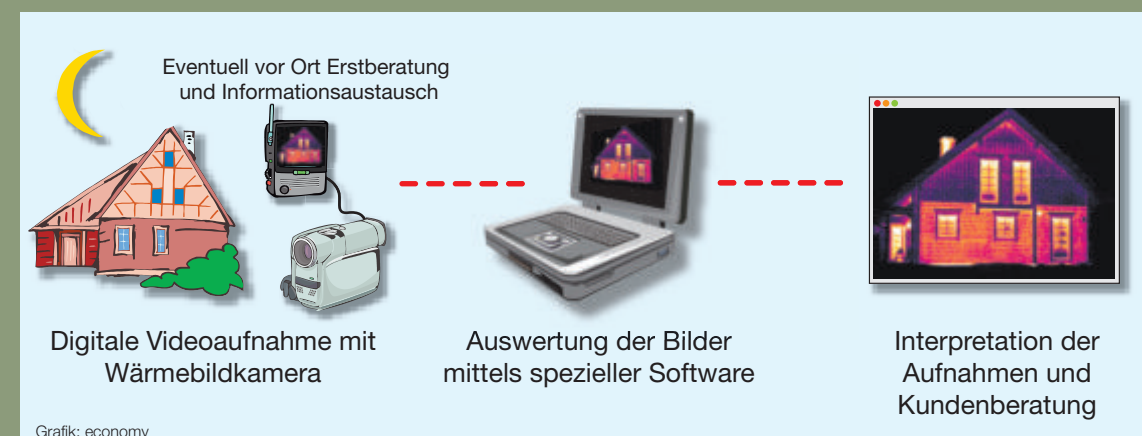 Eventuell vor Ort Erstberatung
und Informationsaustausch
Digitale Videoaufnahme mit
Wärmebildkamera
Auswertung der Bilder
mittels spezieller Software
Interpretation der
Aufnahmen und
Kundenberatung
Grafik: economy